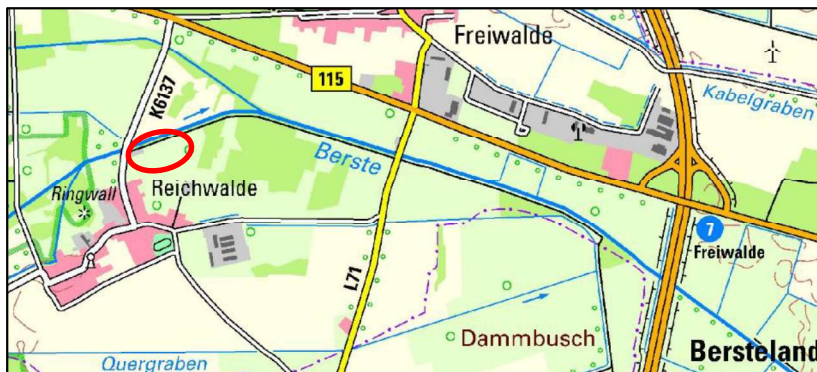 Freiwalde
115
K6137
Kabelgraben
Berste
Ringwall
Reichwalde
7
Freiwalde
L71
Dammbusch
Bersteland
Quergraben